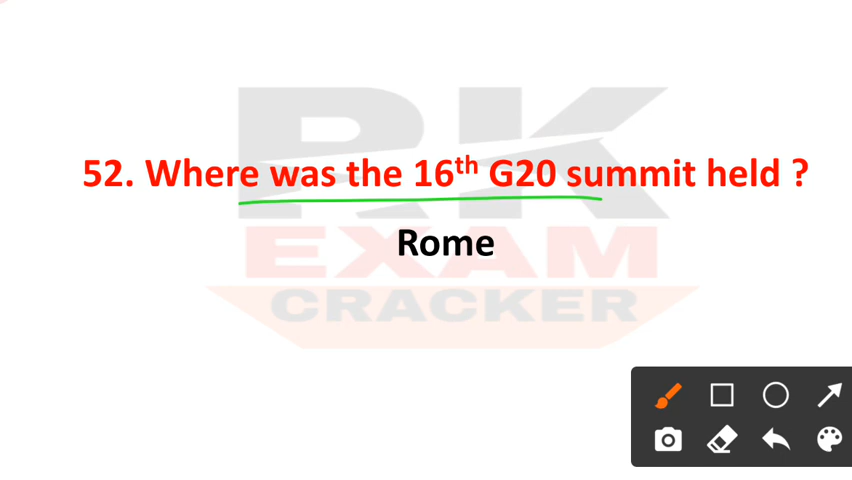 RK
52. Where was the 16th G20 summit held ?
Rome
EXAM
CRACKER